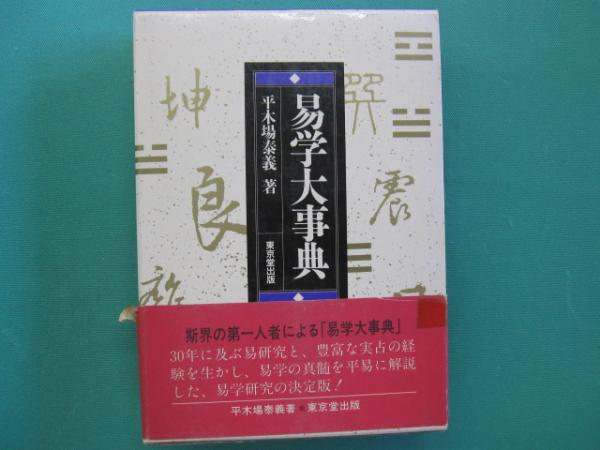 易学大事典
平木場泰義 著
東京堂出版
坤
巽
艮
震
斯界の第一人者による「易学大事典」
30年に及ぶ易研究と、豊富な実占の経
験を生かし、易学の真髄を平易に解説
した、易学研究の決定版!
平木場泰義著●東京堂出版